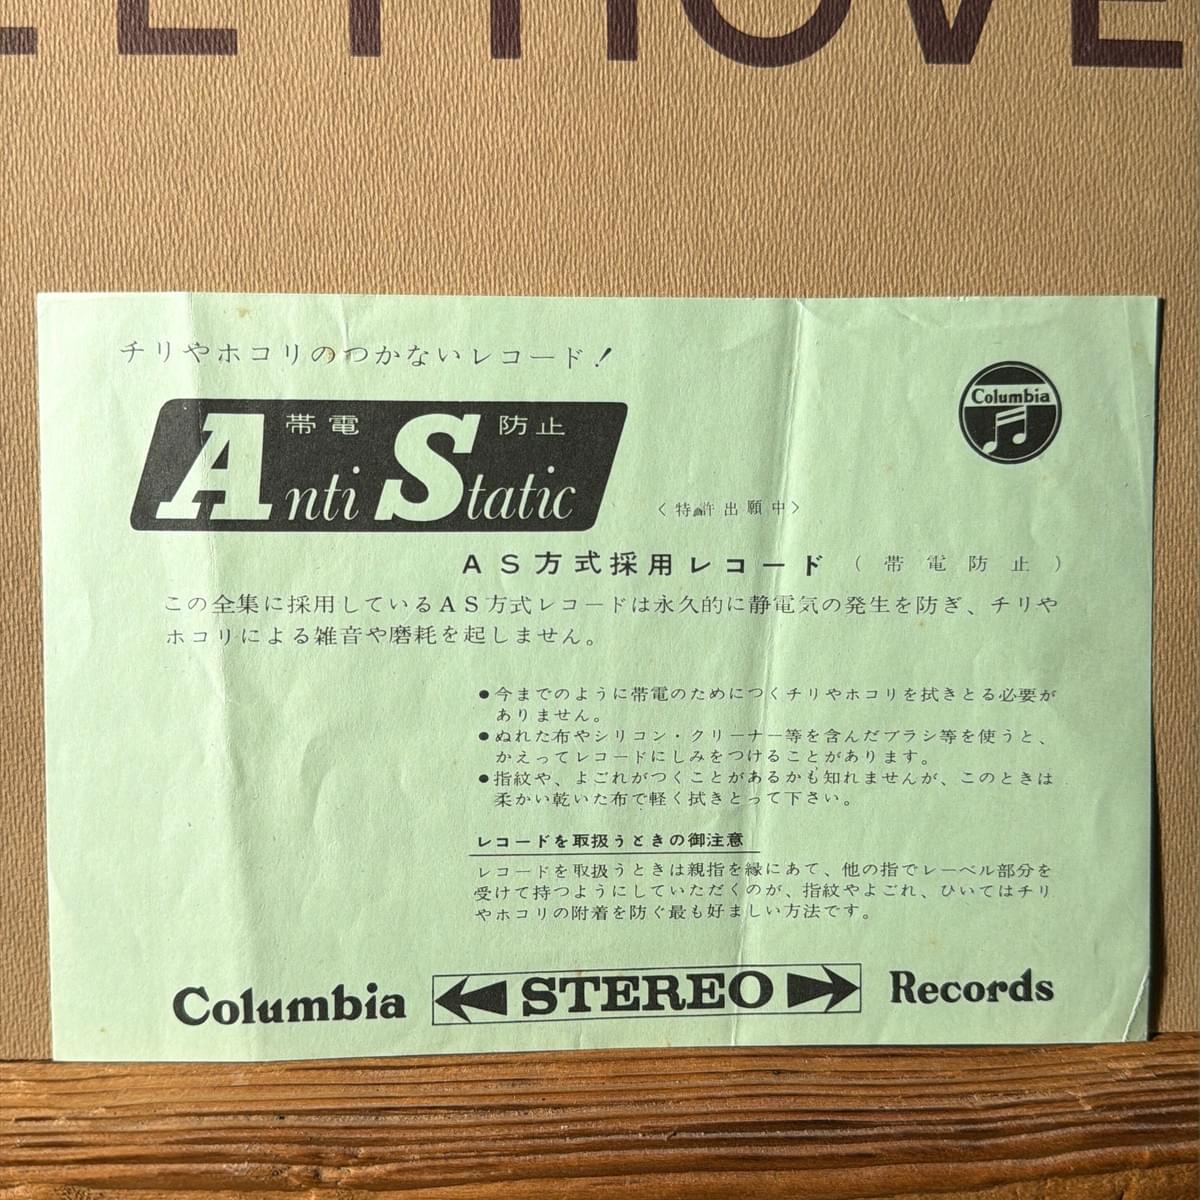 EETHOVE
チリやホコリのつかないレコード!
Columbia
帯電 防止
Anti Static
〈特許出願中〉
AS方式採用レコード (帯電防止)
この全集に採用しているAS方式レコードは永久的に静電気の発生を防ぎ、チリや
ホコリによる雑音や磨耗を起しません。
●今までのように帯電のためにつくチリやホコリを拭きとる必要が
ありません。
●ぬれた布やシリコン・クリーナー等を含んだブラシ等を使うと、
かえってレコードにしみをつけることがあります。
●指紋や、よごれがつくことがあるかも知れませんが、このときは
柔かい乾いた布で軽く拭きとって下さい。
レコードを取扱うときの御注意
レコードを取扱うときは親指を縁にあて、他の指でレーベル部分を
受けて持つようにしていただくのが、指紋やよごれ、ひいてはチリ
やホコリの附着を防ぐ最も好ましい方法です。
Columbia STEREO Records